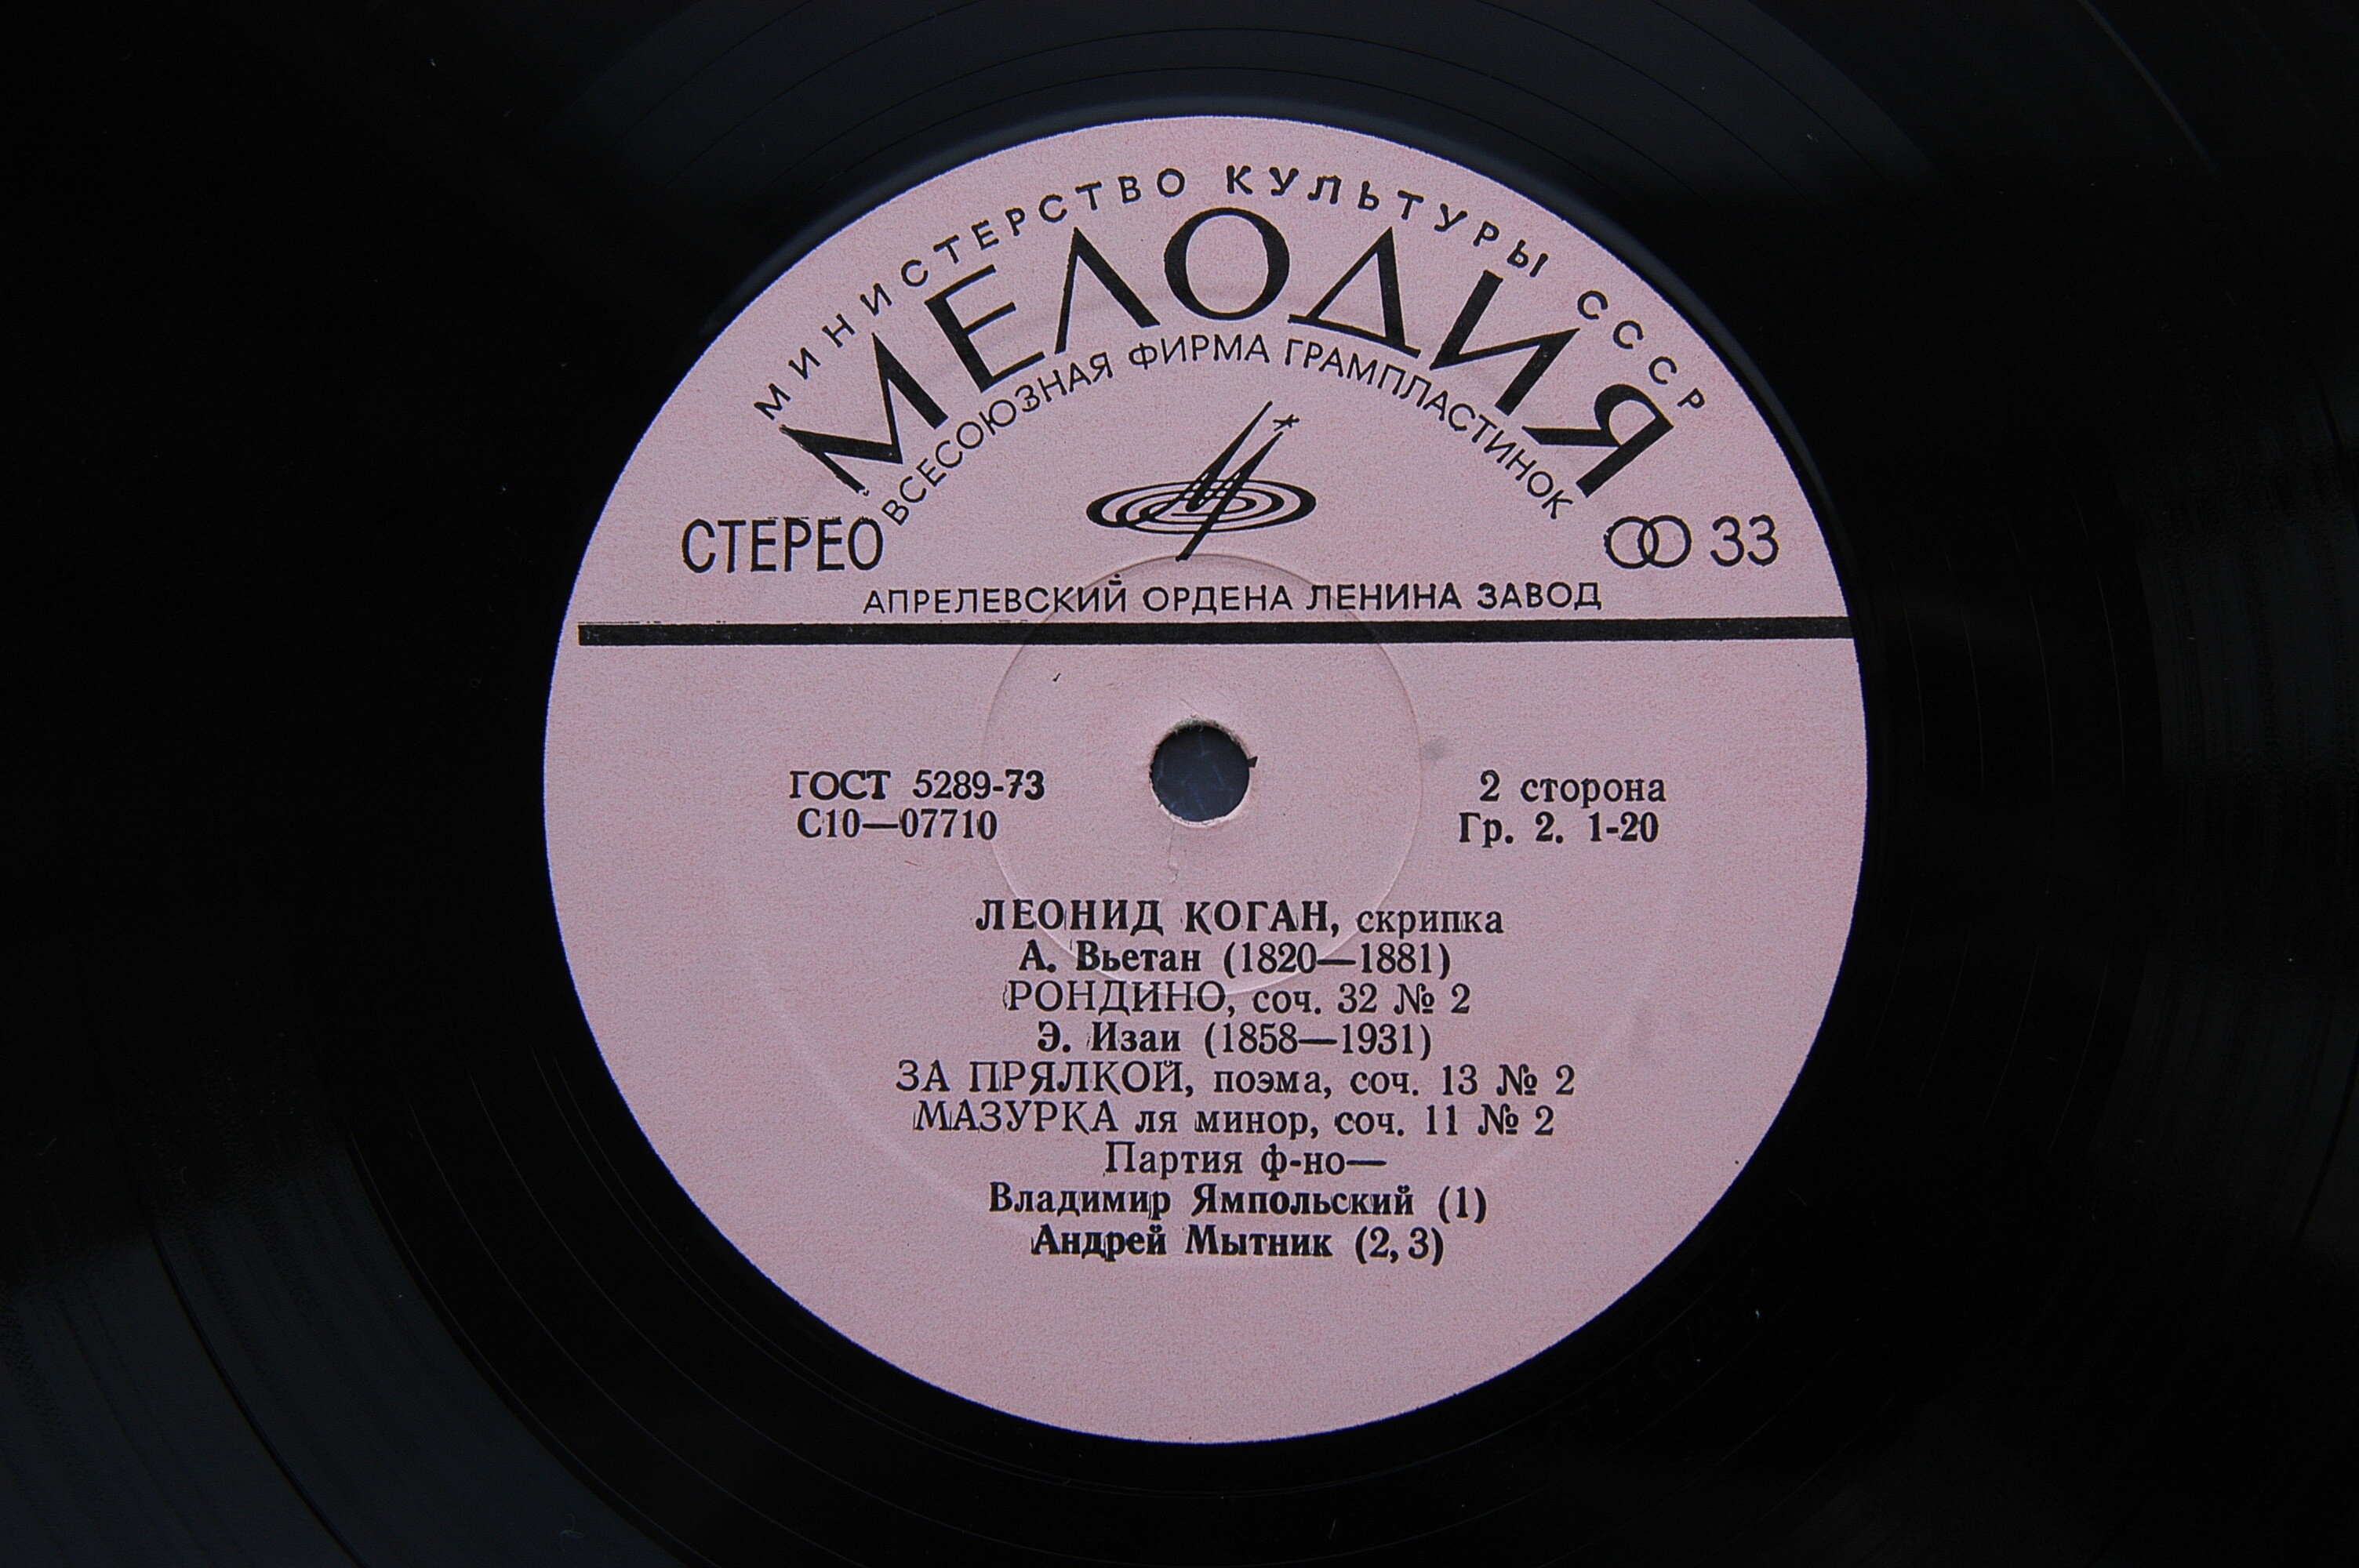 МИНИСТЕРСТВО КУЛЬТУРЫ СССР
МЕЛОДИЯ
ВСЕСОЮЗНАЯ ФИРМА ГРАМПЛАСТИНОК
СТЕРЕО
33
АПРЕЛЕВСКИЙ ОРДЕНА ЛЕНИНА ЗАВОД
ГОСТ 5289-73
С10—07710
2 сторона
Гр. 2. 1-20
ЛЕОНИД КОГАН, скрипка
А. Вьетан (1820—1881)
РОНДИНО, соч. 32 № 2
Э. Изаи (1858—1931)
ЗА ПРЯЛКОЙ, поэма, соч. 13 № 2
МАЗУРКА ля минор, соч. 11 № 2
Партия ф-но—
Владимир Ямпольский (1)
Андрей Мытник (2, 3)